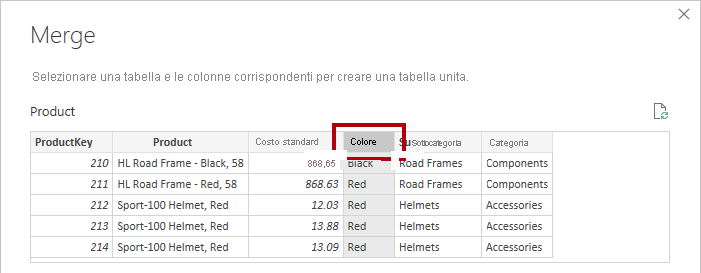 Merge
Selezionare una tabella e le colonne corrispondenti per creare una tabella unita.
Product
ProductKey Product Costo standard Colore Su Sottocategoria Categoria
210 HL Road Frame - Black, 58 868,65 Black Road Frames Components
211 HL Road Frame - Red, 58 868.63 Red Road Frames Components
212 Sport-100 Helmet, Red 12.03 Red Helmets Accessories
213 Sport-100 Helmet, Red 13.88 Red Helmets Accessories
214 Sport-100 Helmet, Red 13.09 Red Helmets Accessories